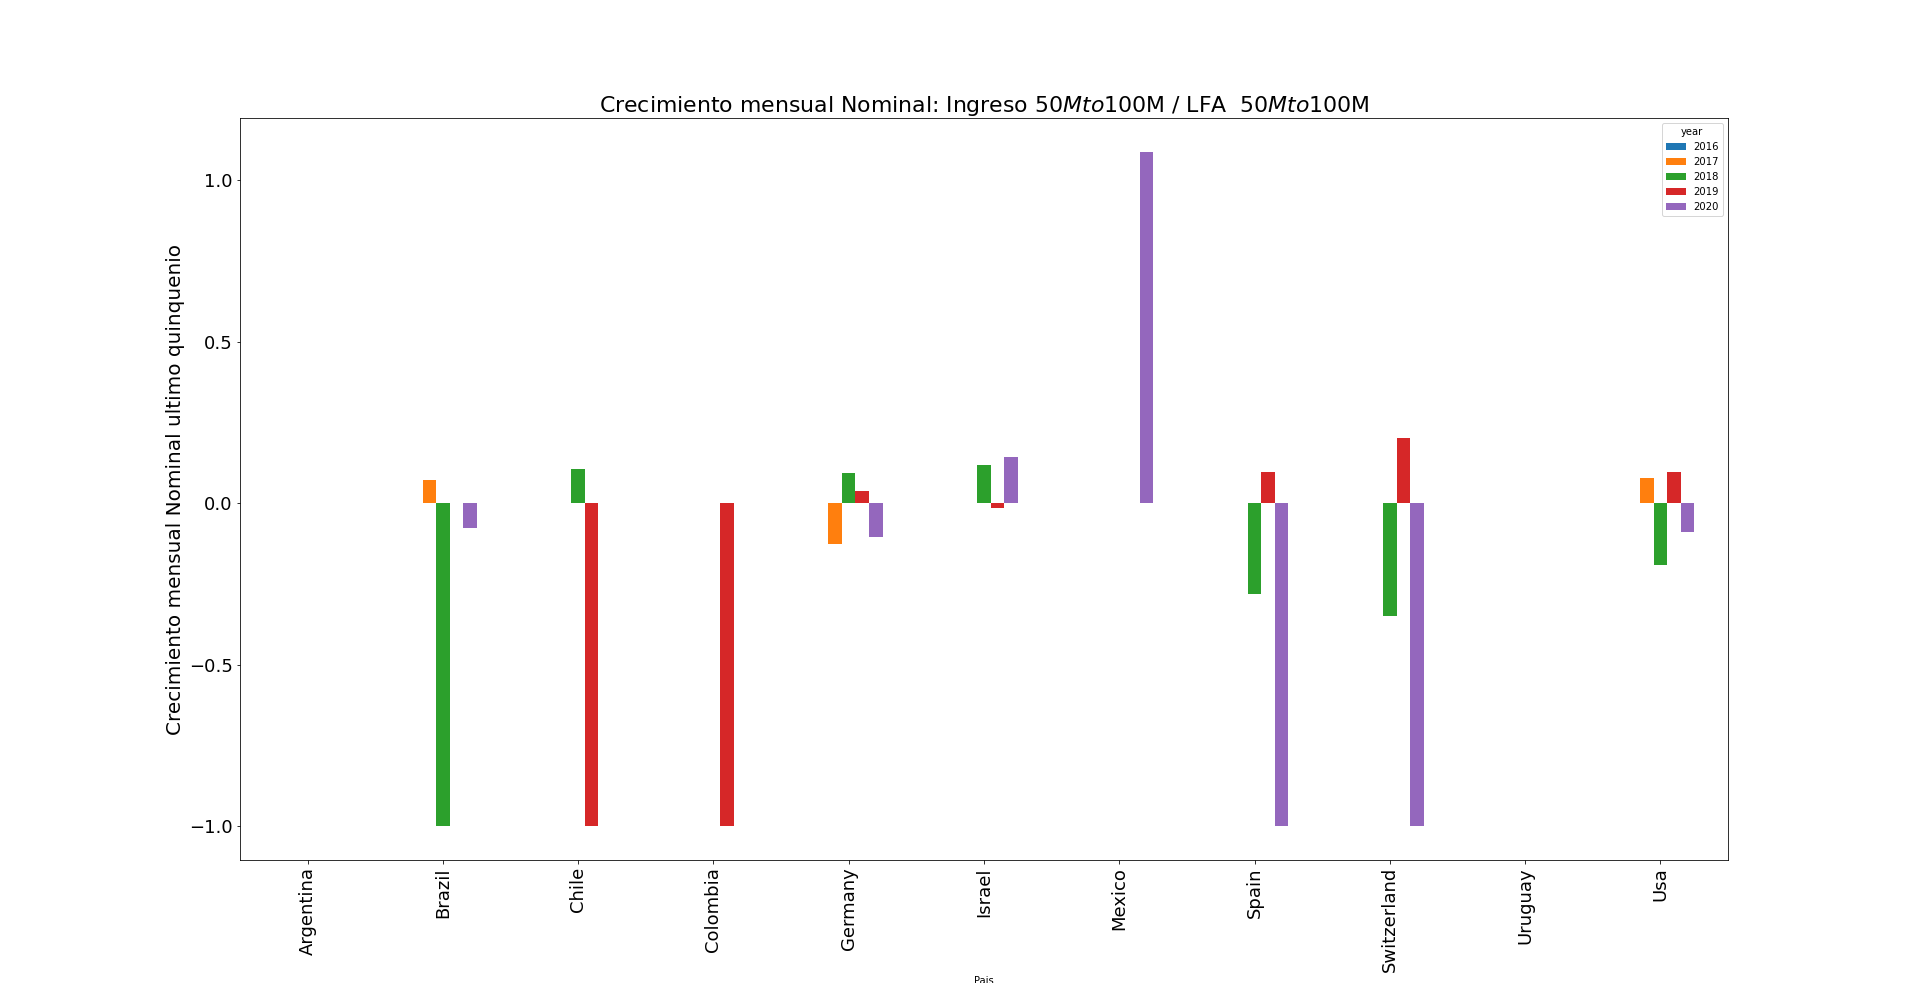 Crecimiento mensual Nominal: Ingreso 50Mto100M / LFA  50Mto100M
year
2016
2017
2018
2019
2020
Crecimiento mensual Nominal ultimo quinquenio
1.0
0.5
0.0
−0.5
−1.0
Argentina
Brazil
Chile
Colombia
Germany
Israel
Mexico
Spain
Switzerland
Uruguay
Usa
Pais